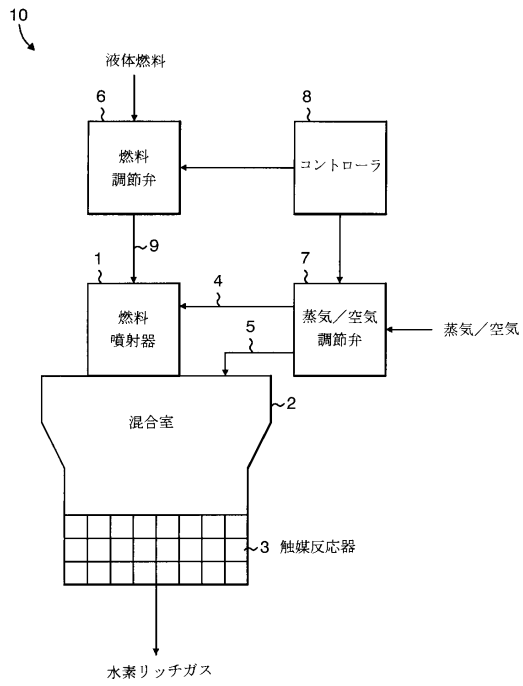 10
液体燃料
6
燃料
調節弁
8
コントローラ
9
1
燃料
噴射器
4
5
7
蒸気／空気
調節弁
蒸気／空気
混合室
2
3 触媒反応器
水素リッチガス